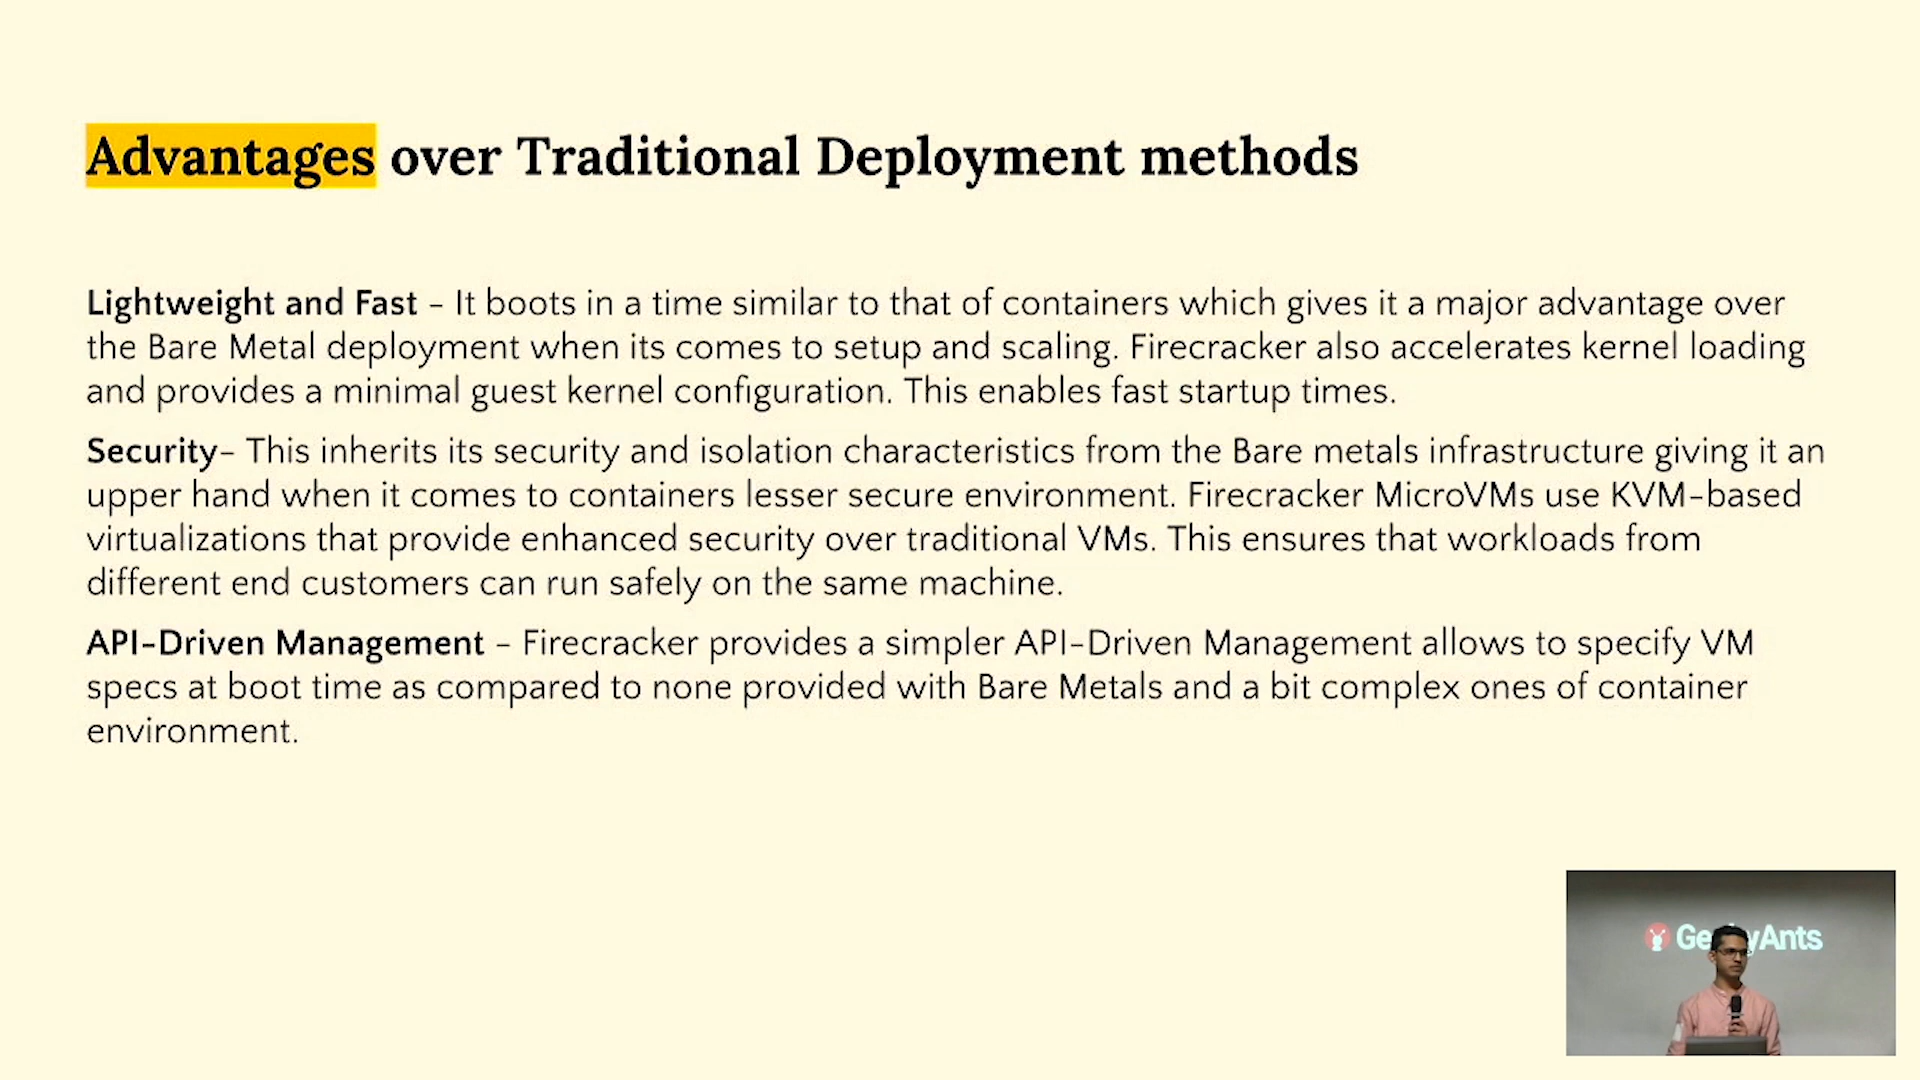 Advantages over Traditional Deployment methods
Lightweight and Fast - It boots in a time similar to that of containers which gives it a major advantage over
the Bare Metal deployment when its comes to setup and scaling. Firecracker also accelerates kernel loading
and provides a minimal guest kernel configuration. This enables fast startup times.
Security- This inherits its security and isolation characteristics from the Bare metals infrastructure giving it an
upper hand when it comes to containers lesser secure environment. Firecracker MicroVMs use KVM-based
virtualizations that provide enhanced security over traditional VMs. This ensures that workloads from
different end customers can run safely on the same machine.
API-Driven Management - Firecracker provides a simpler API-Driven Management allows to specify VM
specs at boot time as compared to none provided with Bare Metals and a bit complex ones of container
environment.